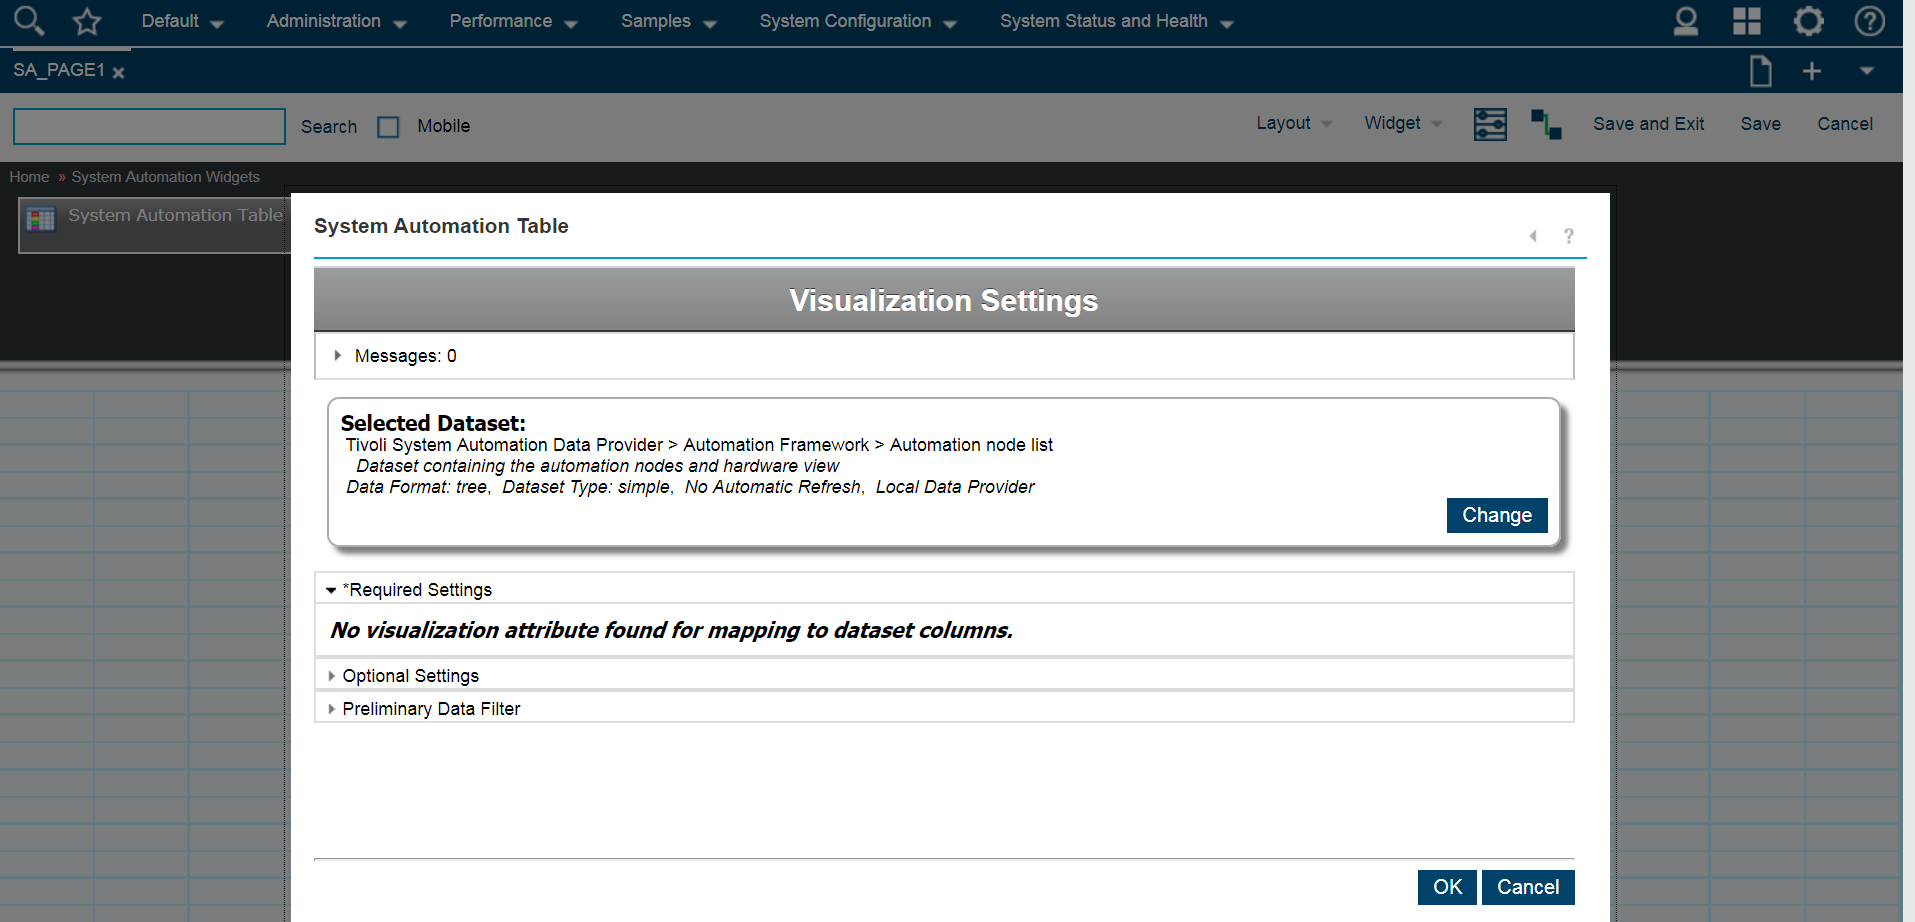 Default
Administration
Performance
Samples
System Configuration
System Status and Health
?
SA_PAGE1 x
+
Search
Mobile
Layout
Widget
Save and Exit
Save
Cancel
Home » System Automation Widgets
System Automation Table
System Automation Table
?
Visualization Settings
Messages: 0
Selected Dataset:
Tivoli System Automation Data Provider > Automation Framework > Automation node list
Dataset containing the automation nodes and hardware view
Data Format: tree, Dataset Type: simple, No Automatic Refresh, Local Data Provider
Change
*Required Settings
No visualization attribute found for mapping to dataset columns.
Optional Settings
Preliminary Data Filter
OK
Cancel